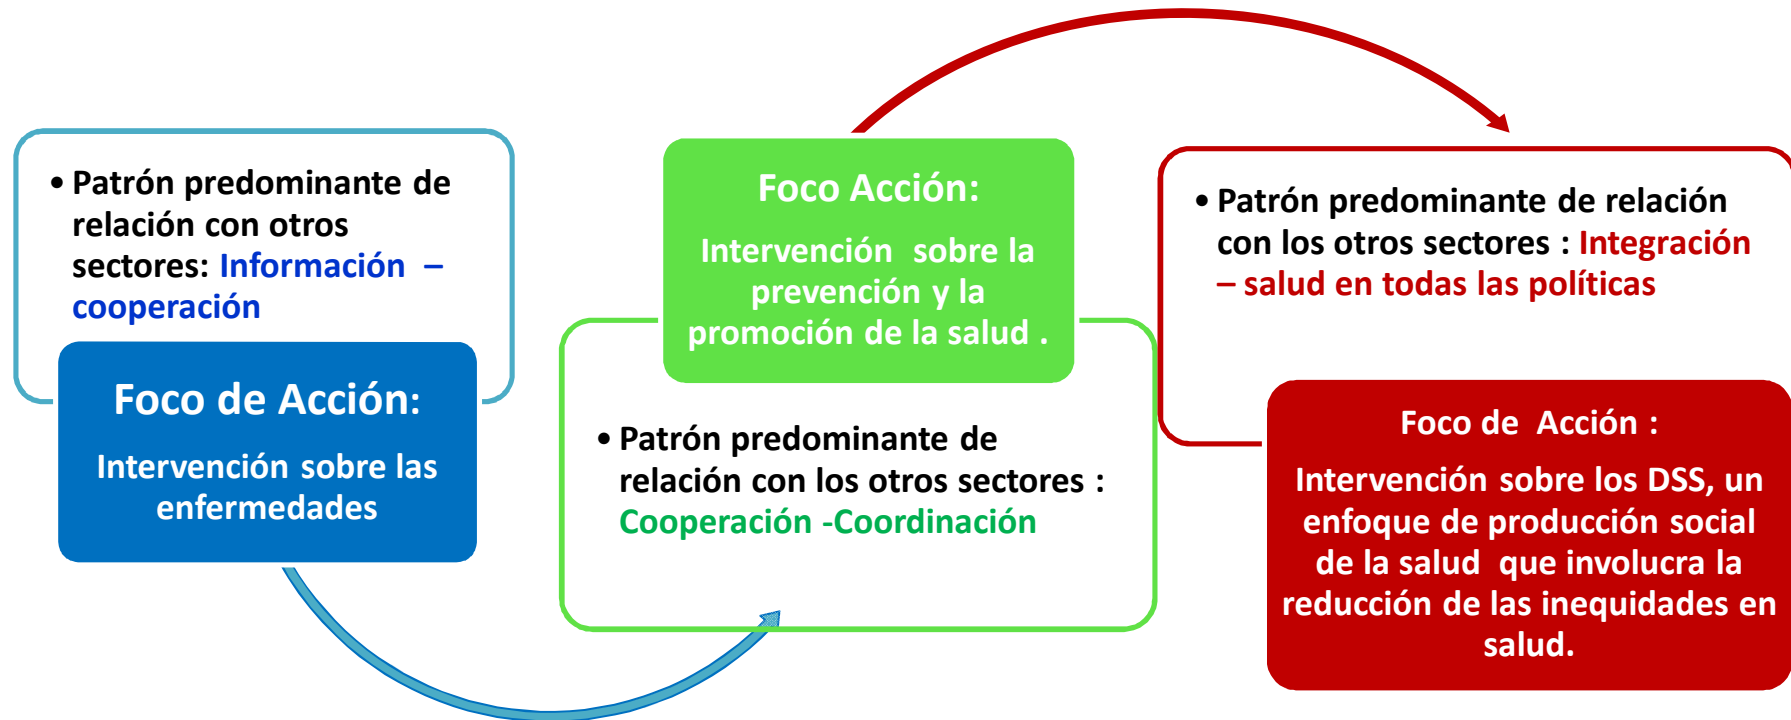 • Patrón predominante de
relación con otros
sectores: Información –
cooperación
Foco de Acción:
Intervención sobre las
enfermedades
Foco Acción:
Intervención sobre la
prevención y la
promoción de la salud .
• Patrón predominante de
relación con los otros sectores :
Cooperación -Coordinación
• Patrón predominante de relación
con los otros sectores : Integración
– salud en todas las políticas
Foco de Acción :
Intervención sobre los DSS, un
enfoque de producción social
de la salud que involucra la
reducción de las inequidades en
salud.